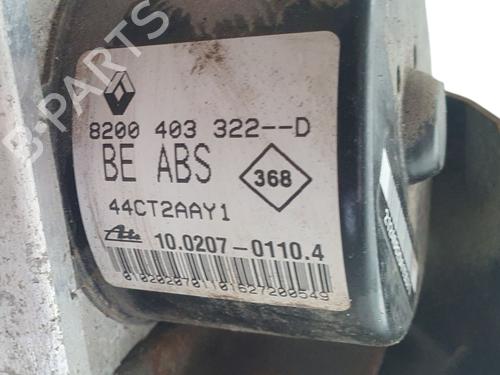 8200 403 322--D
BE ABS
368
44CT2AAY1
Ate 10.0207-0110.4
B-PARTS